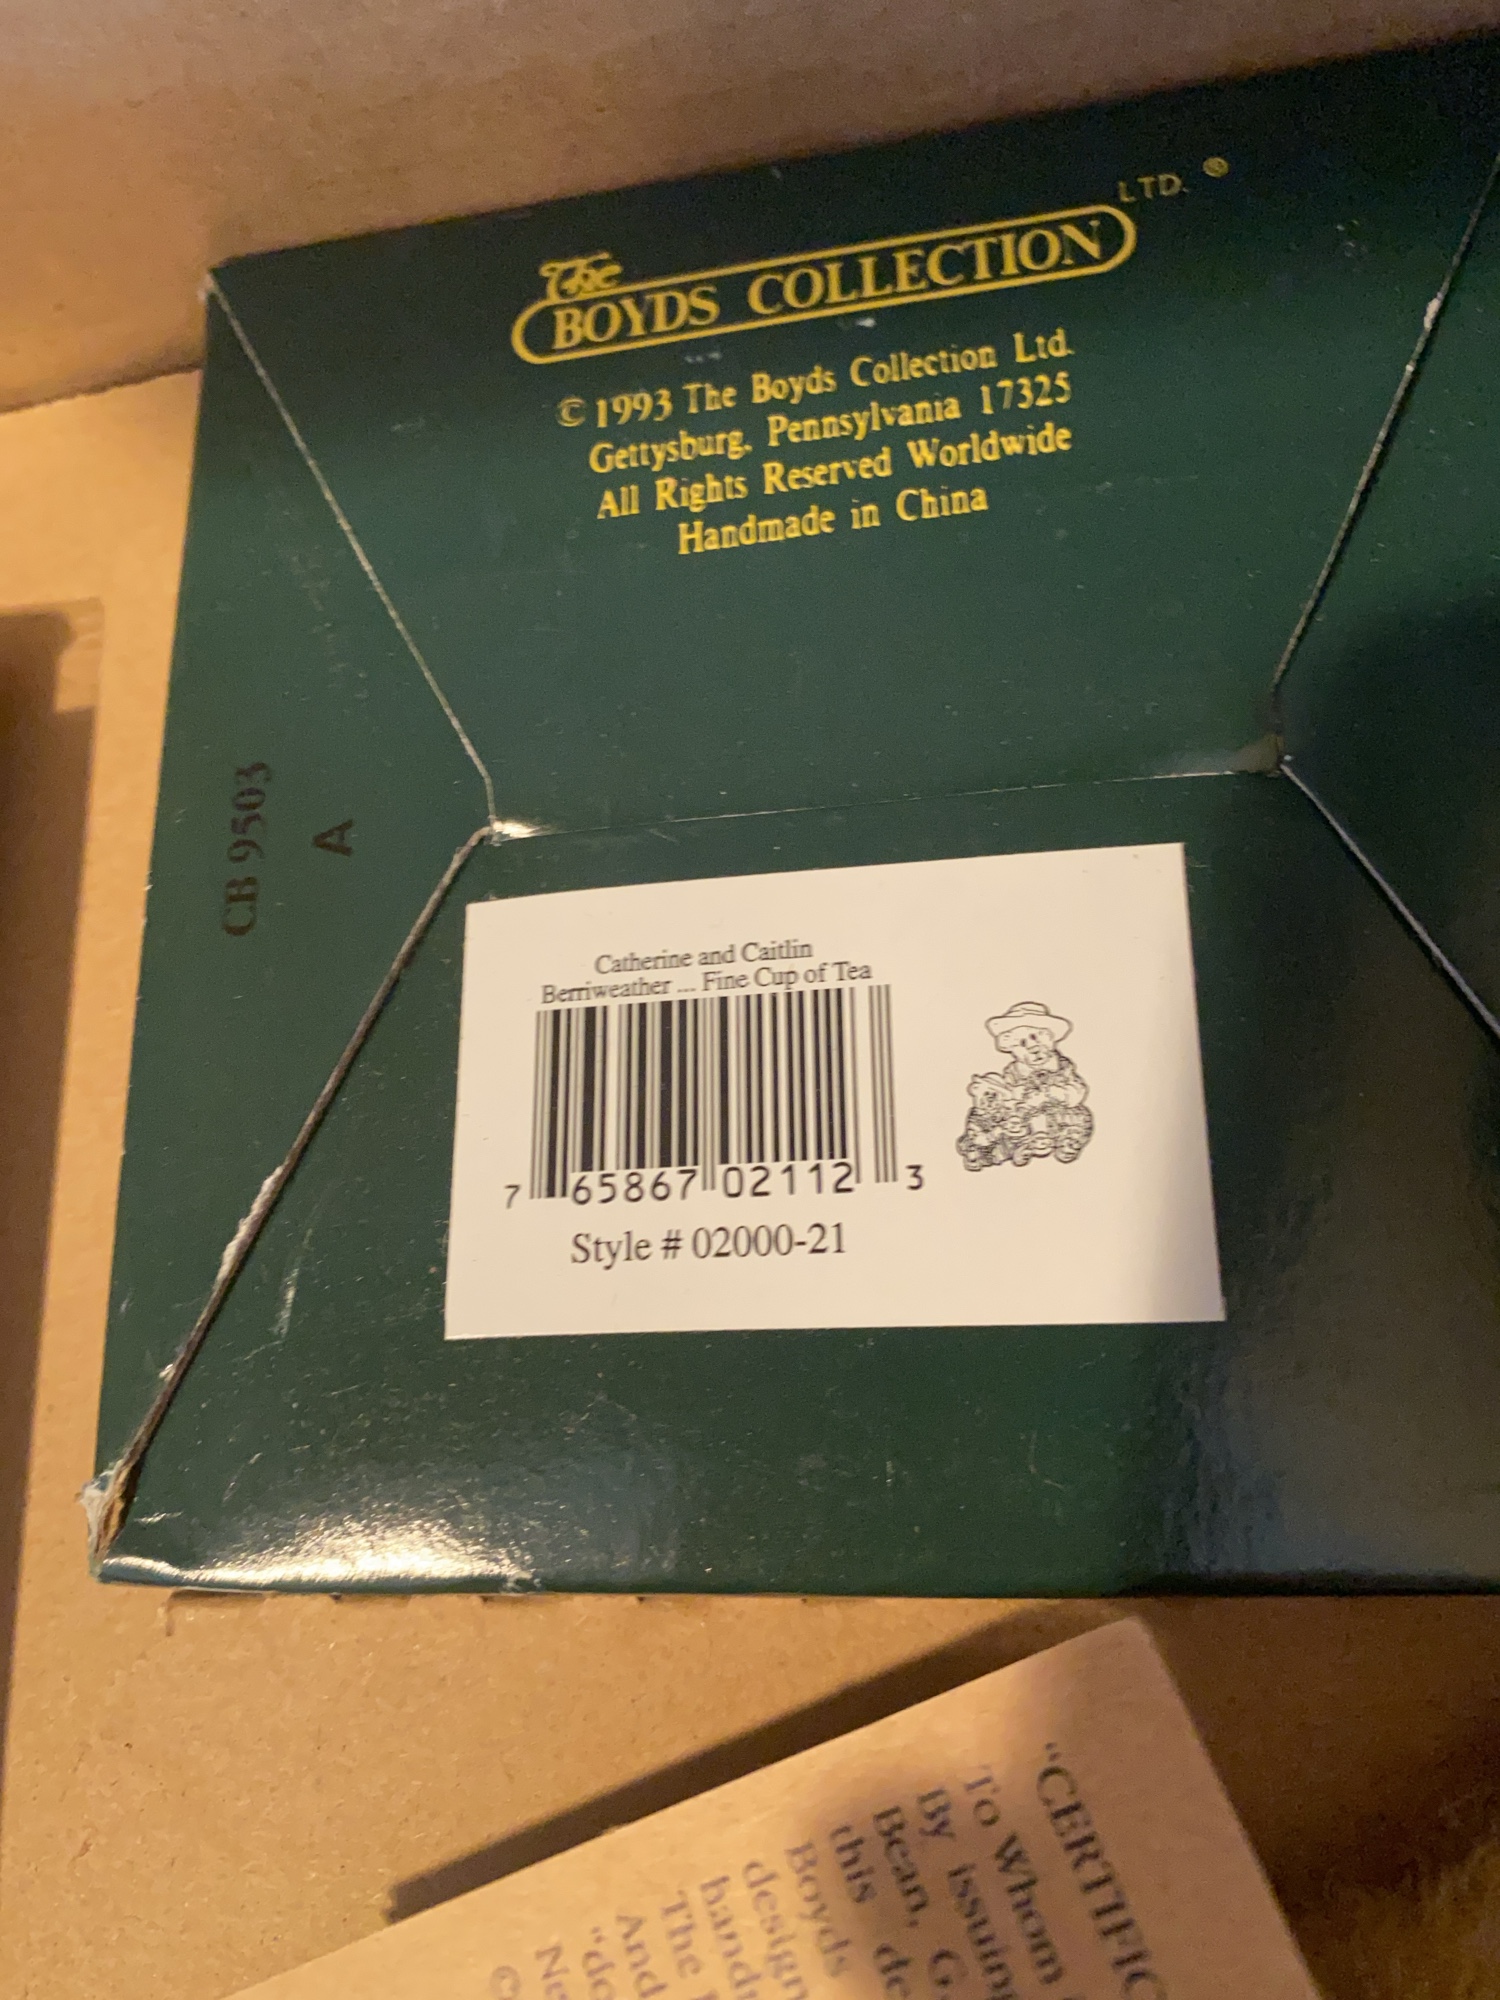 The
BOYDS COLLECTION LTD. ®
© 1993 The Boyds Collection Ltd.
Gettysburg, Pennsylvania 17325
All Rights Reserved Worldwide
Handmade in China
CB 9503
A
Catherine and Caitlin
Berriweather ... Fine Cup of Tea
7 65867 02112 3
Style # 02000-21
"CERTIFIC
To Whom
By issuin
Bean, G
this de
Boyds
design
handr
The
And
"do
Ne
©